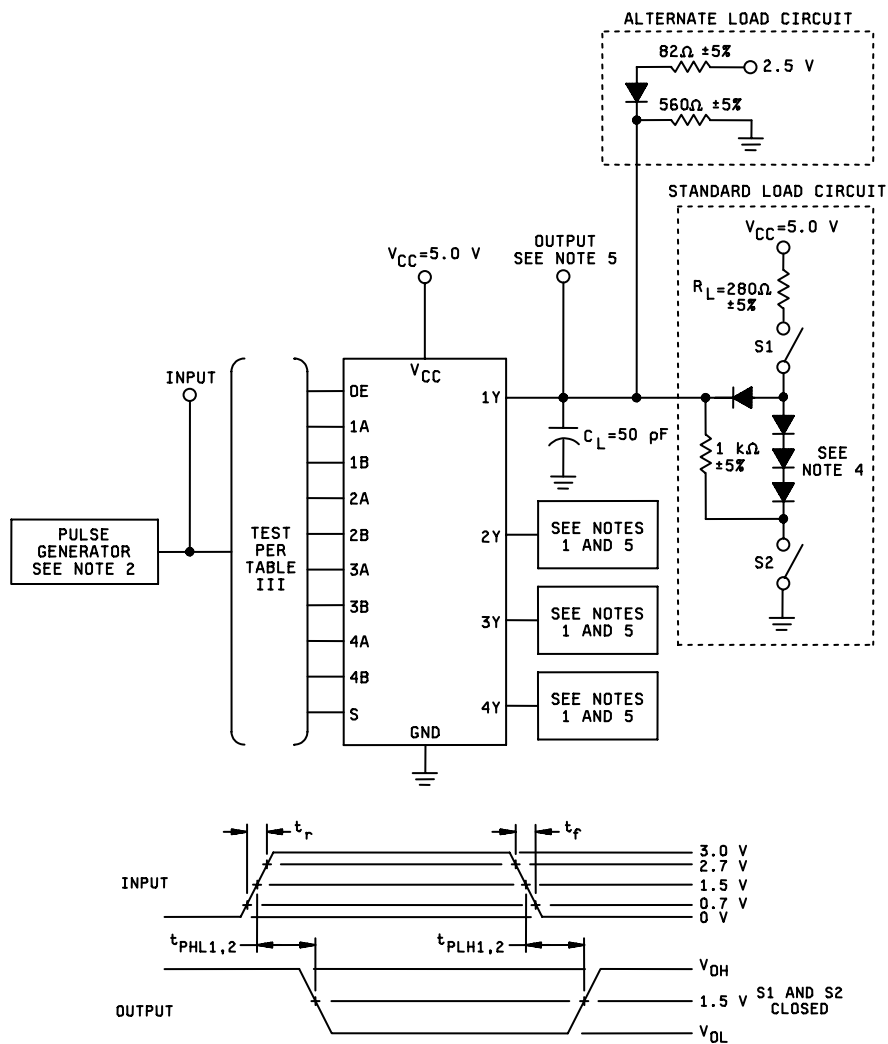 ALTERNATE LOAD CIRCUIT
82Ω ±5%
2.5 V
560Ω ±5%
STANDARD LOAD CIRCUIT
VCC=5.0 V
RL=280Ω
±5%
S1
1 kΩ
±5%
SEE
NOTE 4
S2
OUTPUT
SEE NOTE 5
VCC=5.0 V
CL=50 pF
INPUT
PULSE
GENERATOR
SEE NOTE 2
TEST
PER
TABLE
III
VCC
OE
1A
1B
2A
2B
3A
3B
4A
4B
S
GND
1Y
2Y
3Y
4Y
SEE NOTES
1 AND 5
SEE NOTES
1 AND 5
SEE NOTES
1 AND 5
tr
tf
INPUT
3.0 V
2.7 V
1.5 V
0.7 V
0 V
tPHL1,2
tPLH1,2
OUTPUT
VOH
1.5 V
VOL
S1 AND S2
CLOSED